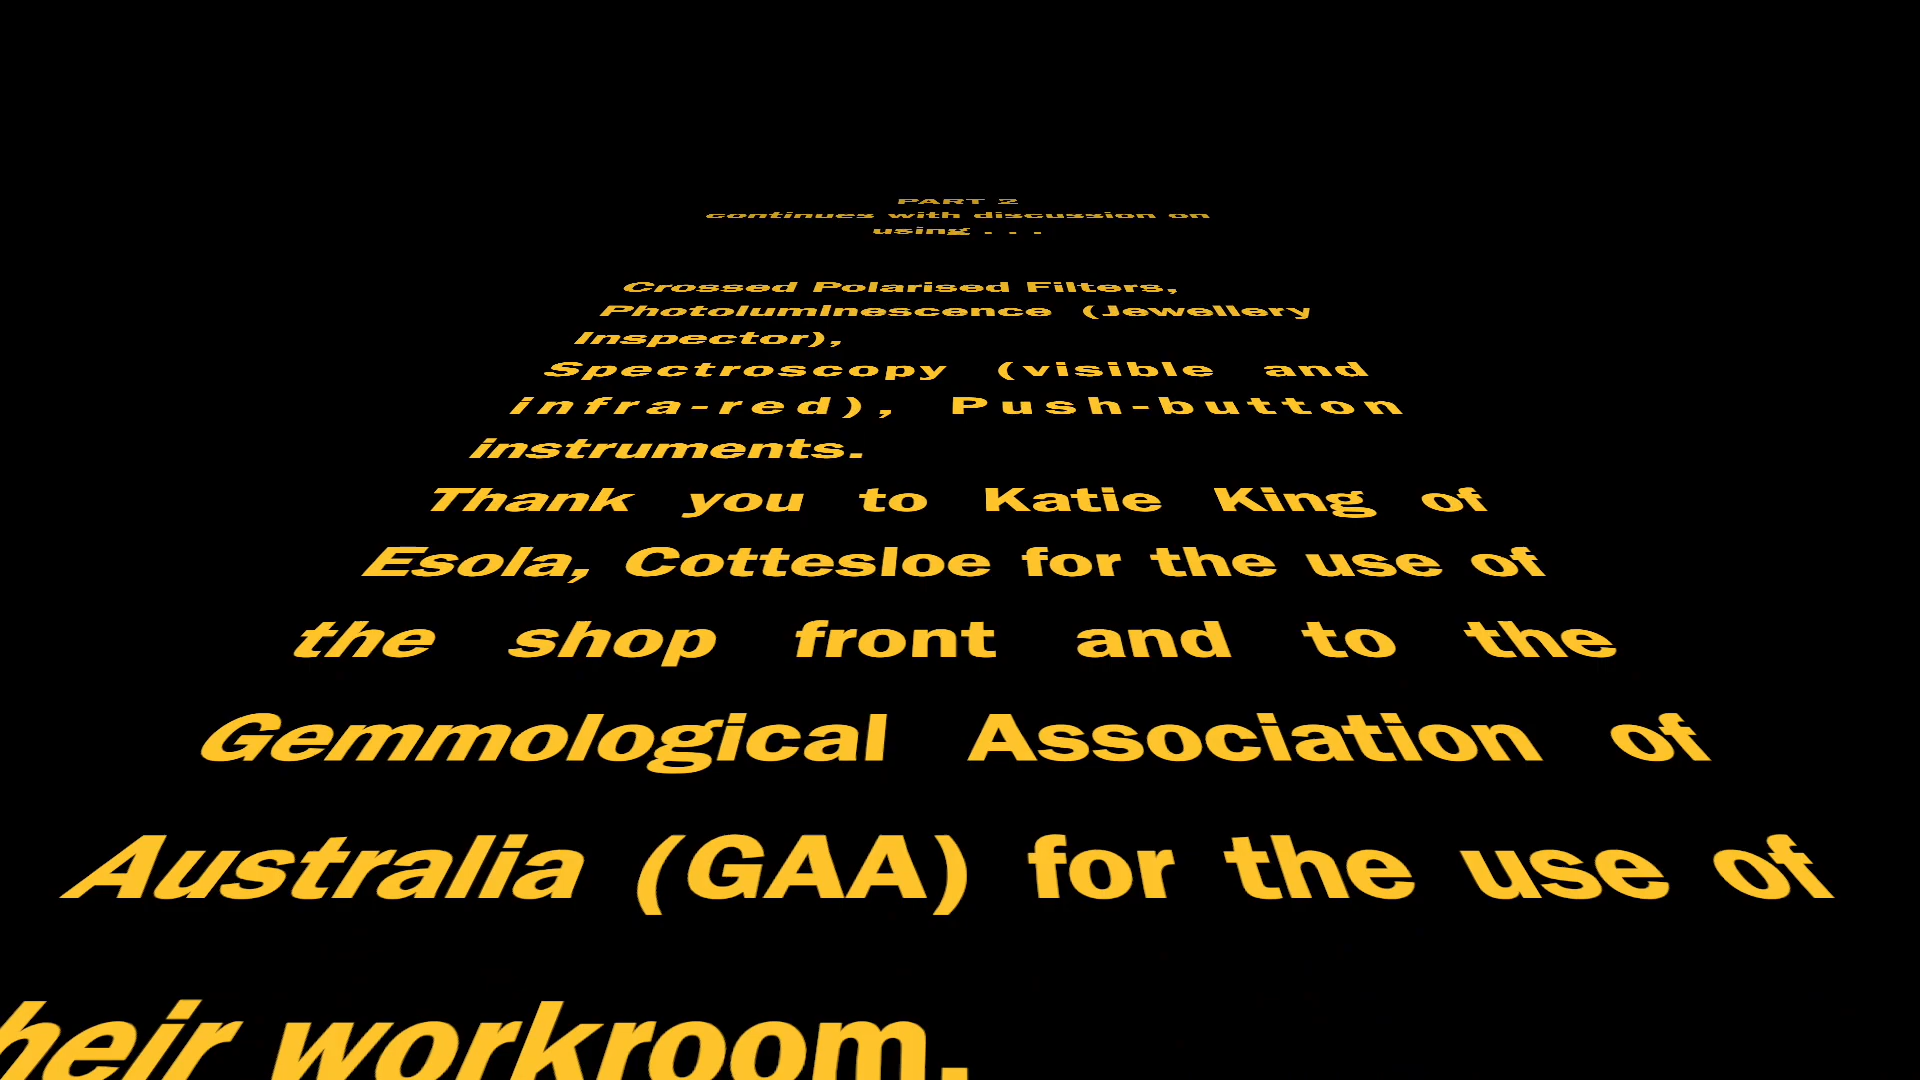 PART 2
continues with discussion on
using . . .
Crossed Polarised Filters,
Photoluminescence (Jewellery
Inspector),
Spectroscopy (visible and
infra-red), Push-button
instruments.
Thank you to Katie King of
Esola, Cottesloe for the use of
the shop front and to the
Gemmological Association of
Australia (GAA) for the use of
heir workroom.